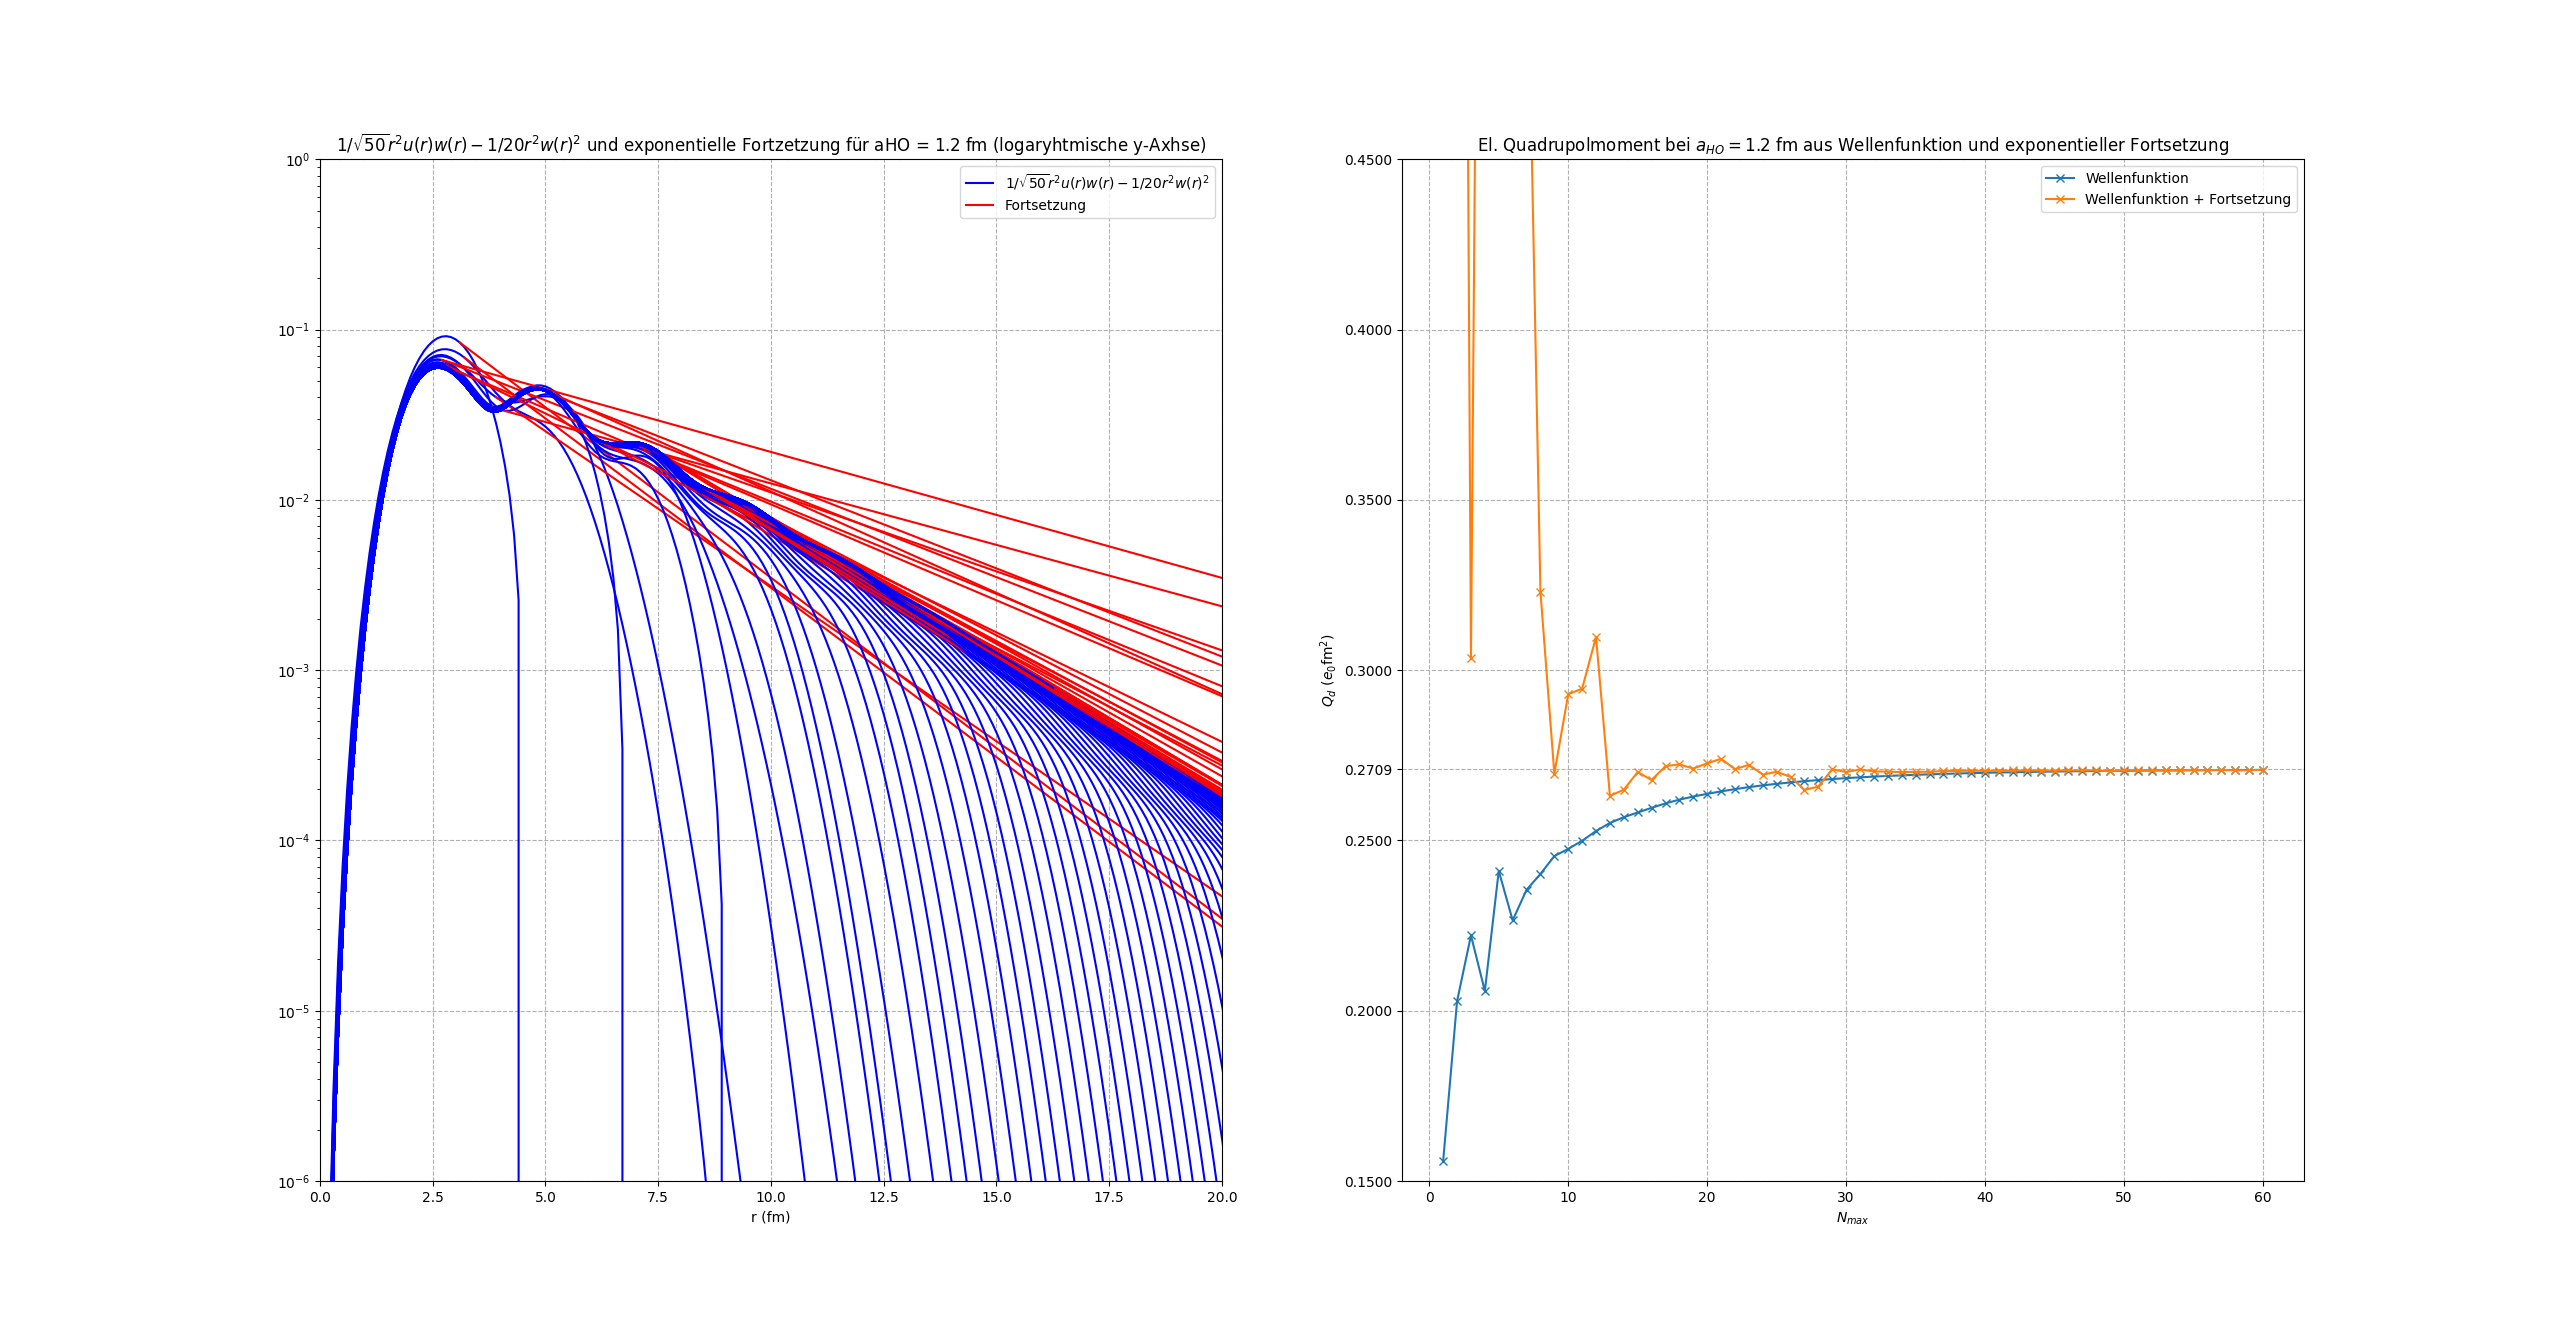 1/√50r²u(r)w(r) − 1/20r²w(r)² und exponentielle Fortzetzung für aHO = 1.2 fm (logaryhtmische y-Axhse)
1/√50r²u(r)w(r) − 1/20r²w(r)²
Fortsetzung
10⁰
10⁻¹
10⁻²
10⁻³
10⁻⁴
10⁻⁵
10⁻⁶
0.0 2.5 5.0 7.5 10.0 12.5 15.0 17.5 20.0
r (fm)
El. Quadrupolmoment bei a_HO = 1.2 fm aus Wellenfunktion und exponentieller Fortsetzung
Wellenfunktion
Wellenfunktion + Fortsetzung
Q_d (e₀fm²)
0.4500
0.4000
0.3500
0.3000
0.2709
0.2500
0.2000
0.1500
0 10 20 30 40 50 60
N_max